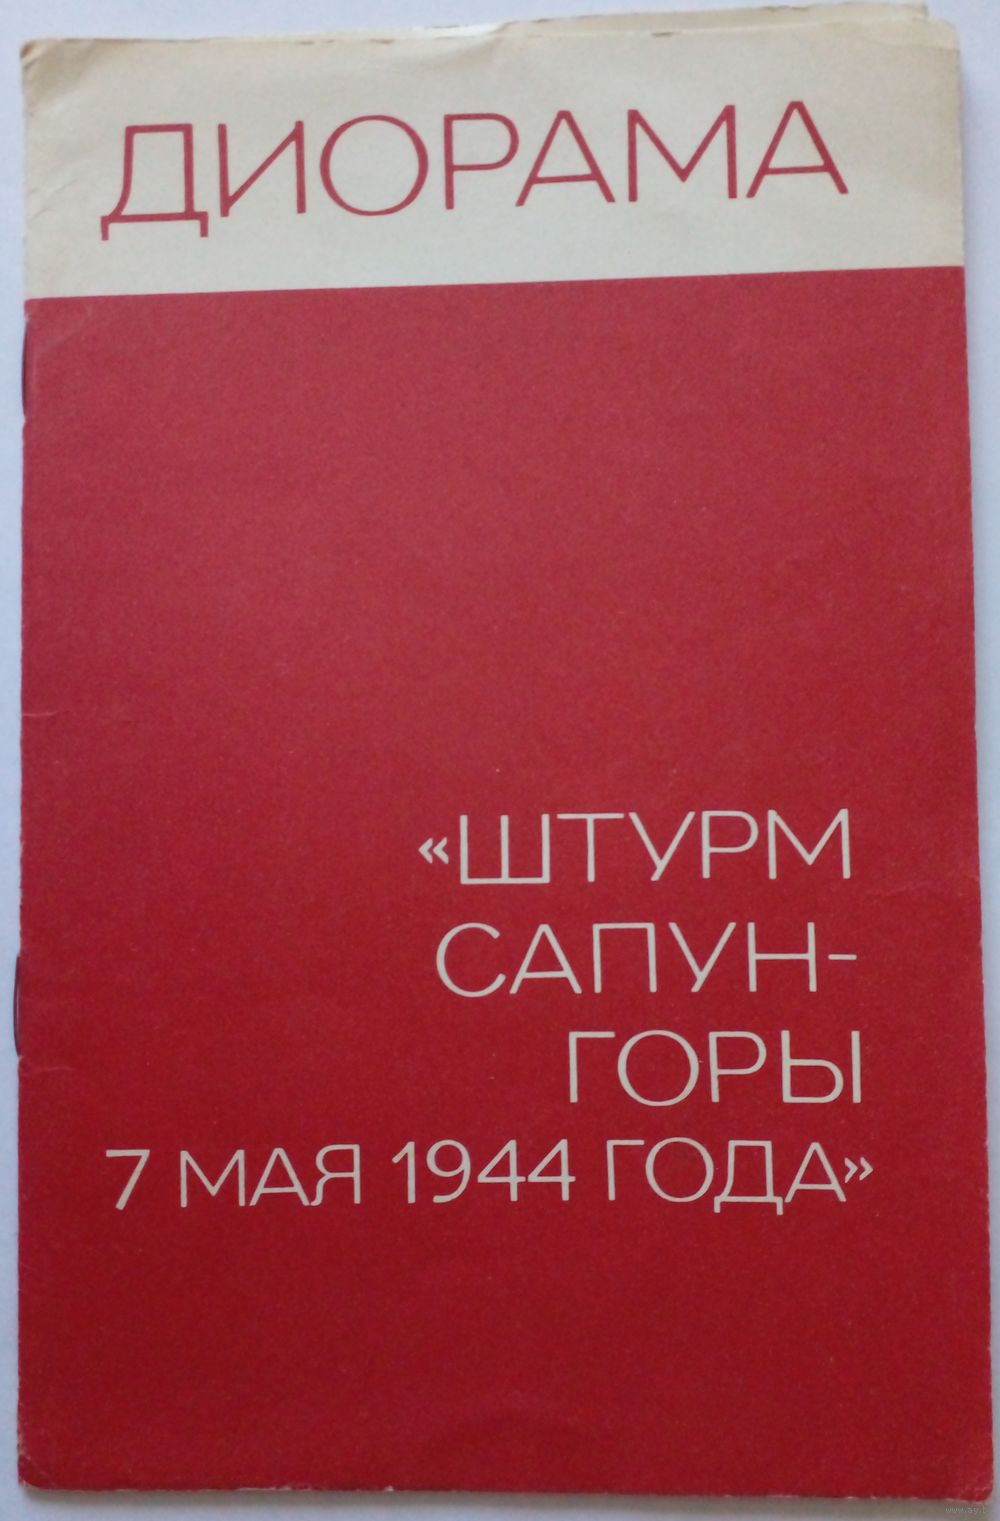 ДИОРАМА
«ШТУРМ
САПУН-
ГОРЫ
7 МАЯ 1944 ГОДА»